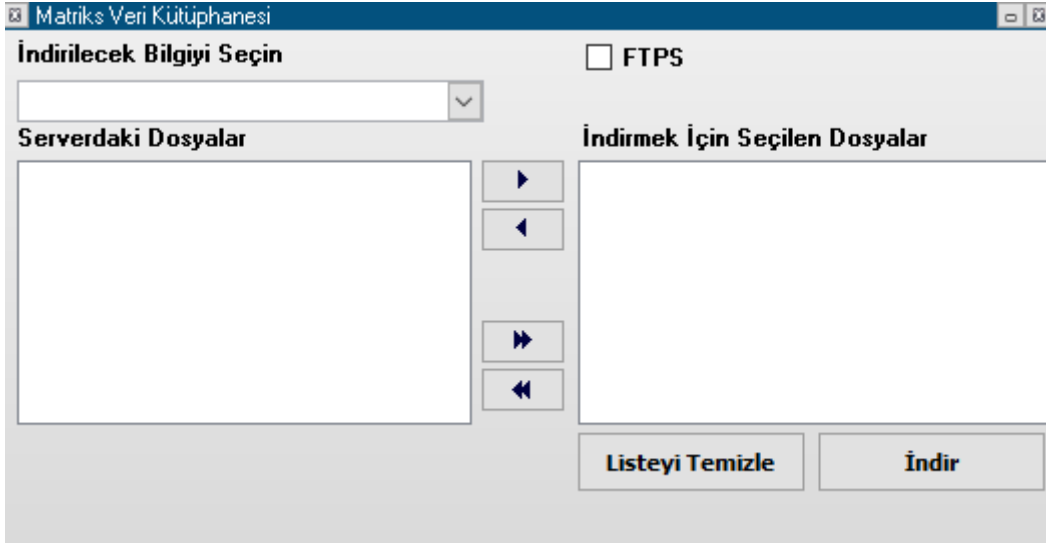 Matriks Veri Kütüphanesi
İndirilecek Bilgiyi Seçin
FTPS
Serverdaki Dosyalar
İndirmek İçin Seçilen Dosyalar
Listeyi Temizle
İndir